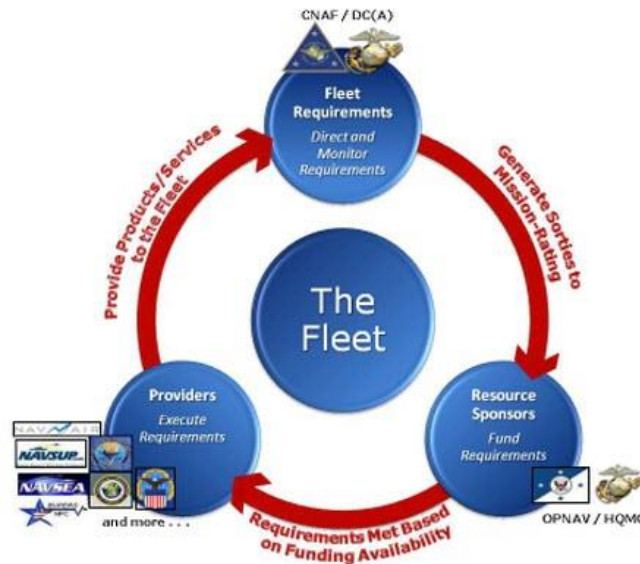 CNAF / DC(A)
Fleet
Requirements
Direct and
Monitor
Requirements
Generate Sorties to
Mission-Rating
Provide Products/Services
to the Fleet
The
Fleet
Providers
Execute
Requirements
Resource
Sponsors
Fund
Requirements
NAVAIR
NAVSUP
NAVSEA
NPC
and more . . .
OPNAV / HQMC
Requirements Met Based
on Funding Availability